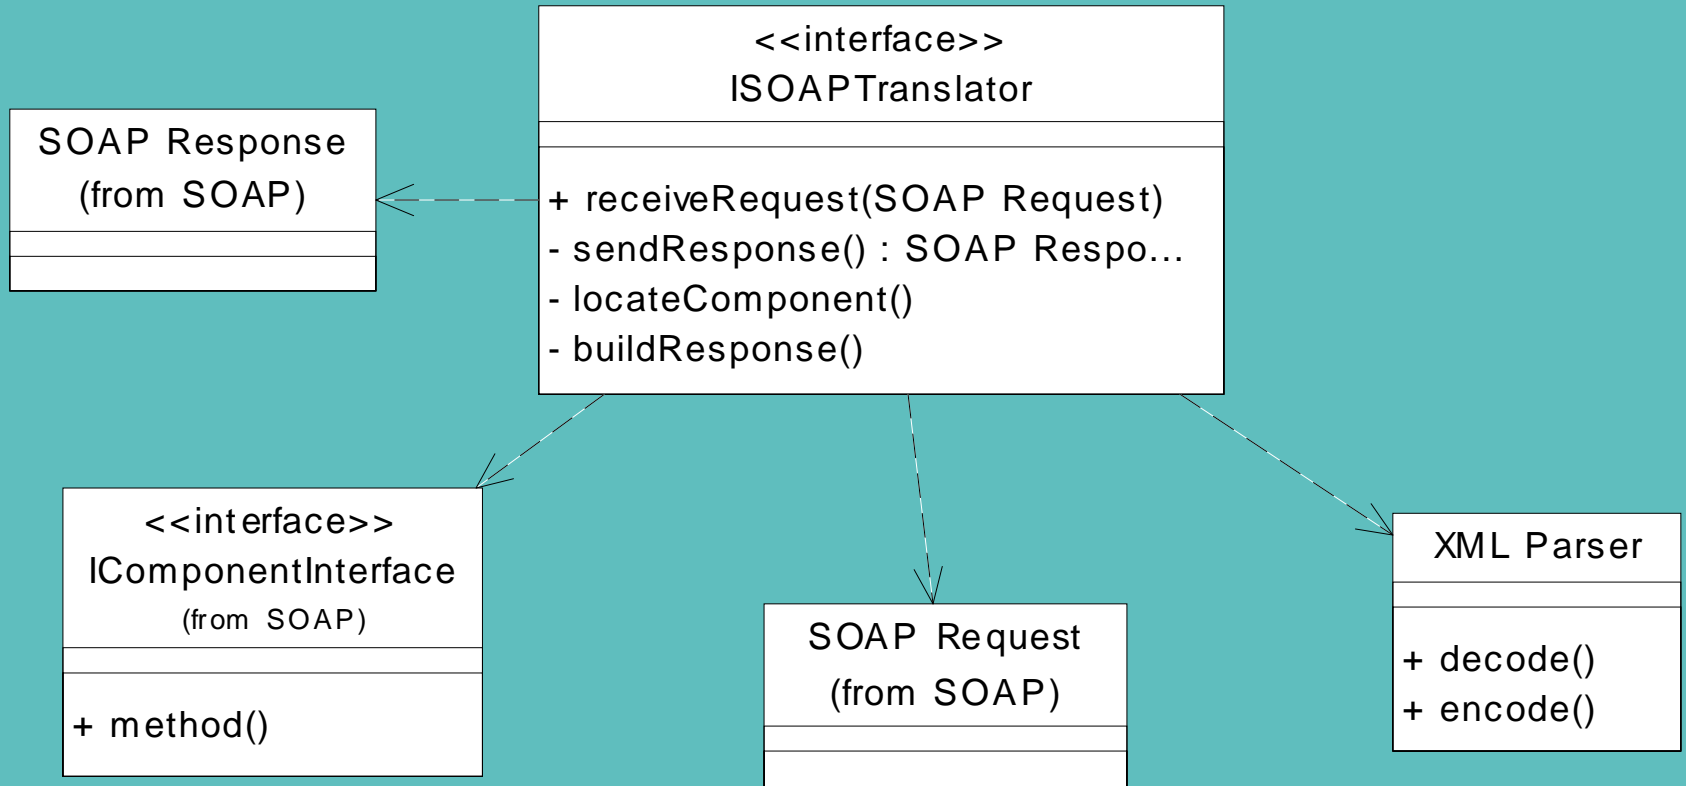 <<interface>>
ISOAPTranslator
+ receiveRequest(SOAP Request)
- sendResponse() : SOAP Respo...
- locateComponent()
- buildResponse()
SOAP Response
(from SOAP)
<<interface>>
IComponentInterface
(from SOAP)
+ method()
SOAP Request
(from SOAP)
XML Parser
+ decode()
+ encode()